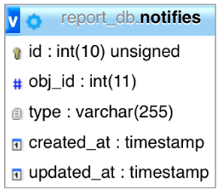 v report_db.notifies
id : int(10) unsigned
# obj_id : int(11)
type : varchar(255)
created_at : timestamp
updated_at : timestamp